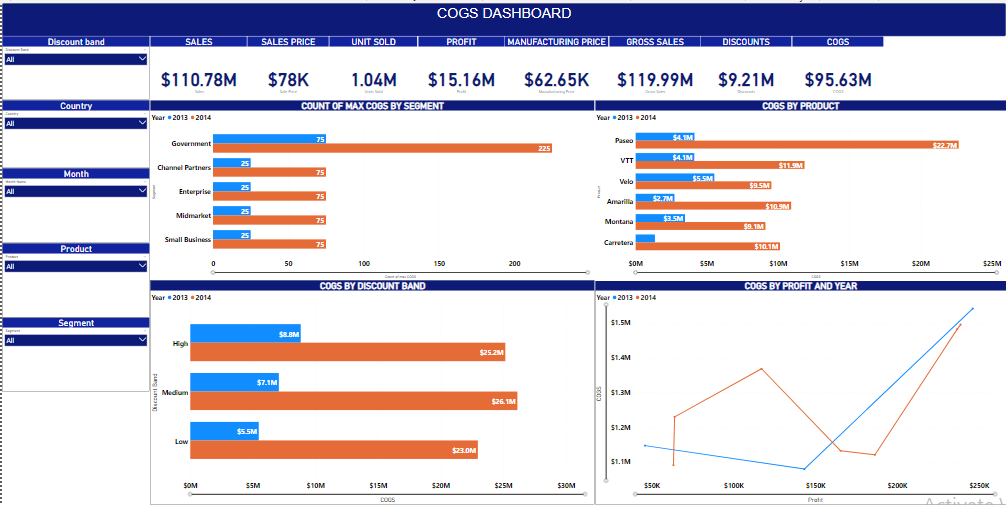 COGS DASHBOARD
Discount band
SALES SALES PRICE UNIT SOLD PROFIT MANUFACTURING PRICE GROSS SALES DISCOUNTS COGS
Discount Band
All
$110.78M $78K 1.04M $15.16M $62.65K $119.99M $9.21M $95.63M
Sales Sale Price Units Sold Profit Manufacturing Price Gross Sales Discounts COGS
Country
Country
All
Month
Month Name
All
Product
Product
All
Segment
Segment
All
COUNT OF MAX COGS BY SEGMENT
Year 2013 2014
Segment
Government 75
225
Channel Partners 25
75
Enterprise 25
75
Midmarket 25
75
Small Business 25
75
0 50 100 150 200
Count of max COGS
COGS BY PRODUCT
Year 2013 2014
Product
Paseo $4.1M
$22.7M
VTT $4.1M
$11.9M
Velo $5.5M
$9.5M
Amarilla $2.7M
$10.9M
Montana $3.5M
$9.1M
Carretera
$10.1M
$0M $5M $10M $15M $20M $25M
COGS
COGS BY DISCOUNT BAND
Year 2013 2014
Discount Band
High $8.8M
$25.2M
Medium $7.1M
$26.1M
Low $5.5M
$23.0M
$0M $5M $10M $15M $20M $25M $30M
COGS
COGS BY PROFIT AND YEAR
Year 2013 2014
COGS
$1.5M
$1.4M
$1.3M
$1.2M
$1.1M
$50K $100K $150K $200K $250K
Profit